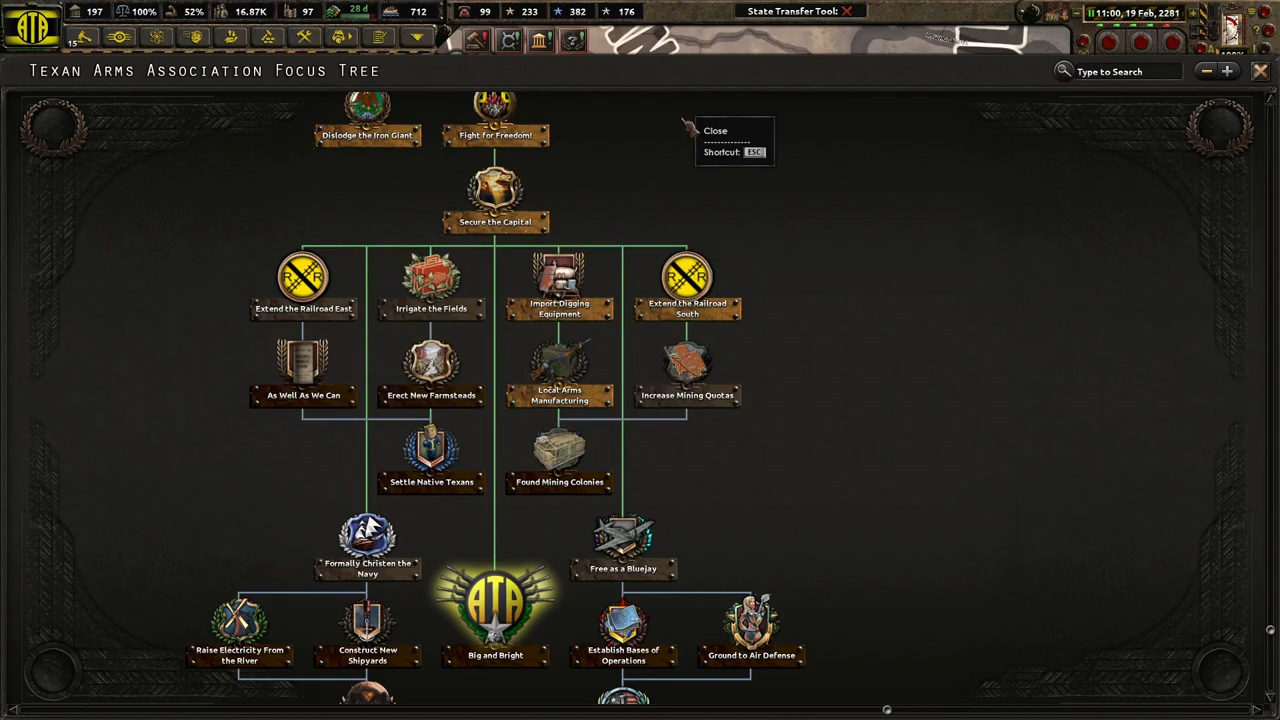 ATA
197
100%
52%
16.87K
97
28 d
712
99
233
382
176
State Transfer Tool:
11:00, 19 Feb, 2281
15
Texan Arms Association Focus Tree
Type to Search
Dislodge the Iron Giant
Fight for Freedom!
Close
--------------
Shortcut: ESC
Secure the Capital
R R
Extend the Railroad East
Irrigate the Fields
Import Digging
Equipment
R R
Extend the Railroad
South
As Well As We Can
Erect New Farmsteads
Local Arms
Manufacturing
Increase Mining Quotas
Settle Native Texans
Found Mining Colonies
Formally Christen the
Navy
Free as a Bluejay
ATA
Raise Electricity From
the River
Construct New
Shipyards
Big and Bright
Establish Bases of
Operations
Ground to Air Defense